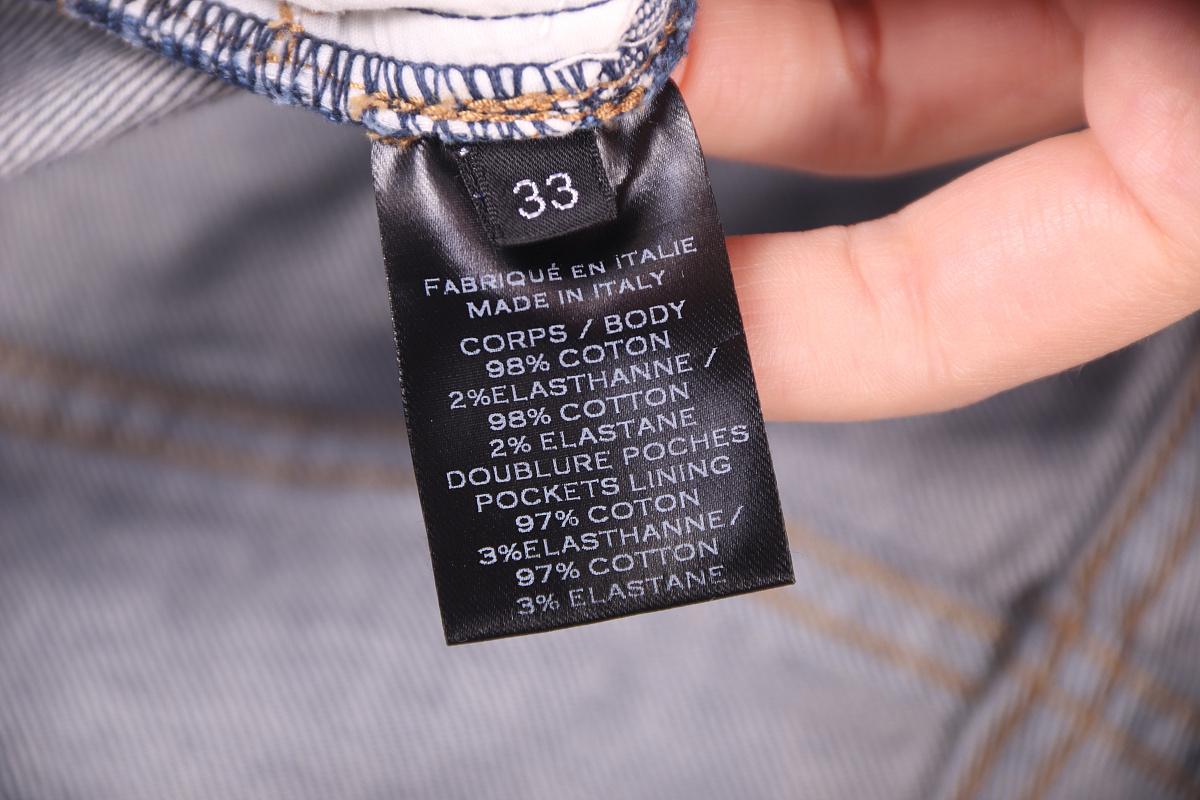 33
FABRIQUÉ EN ITALIE
MADE IN ITALY
CORPS / BODY
98% COTON
2%ELASTHANNE /
98% COTTON
2% ELASTANE
DOUBLURE POCHES
POCKETS LINING
97% COTON
3%ELASTHANNE/
97% COTTON
3% ELASTANE